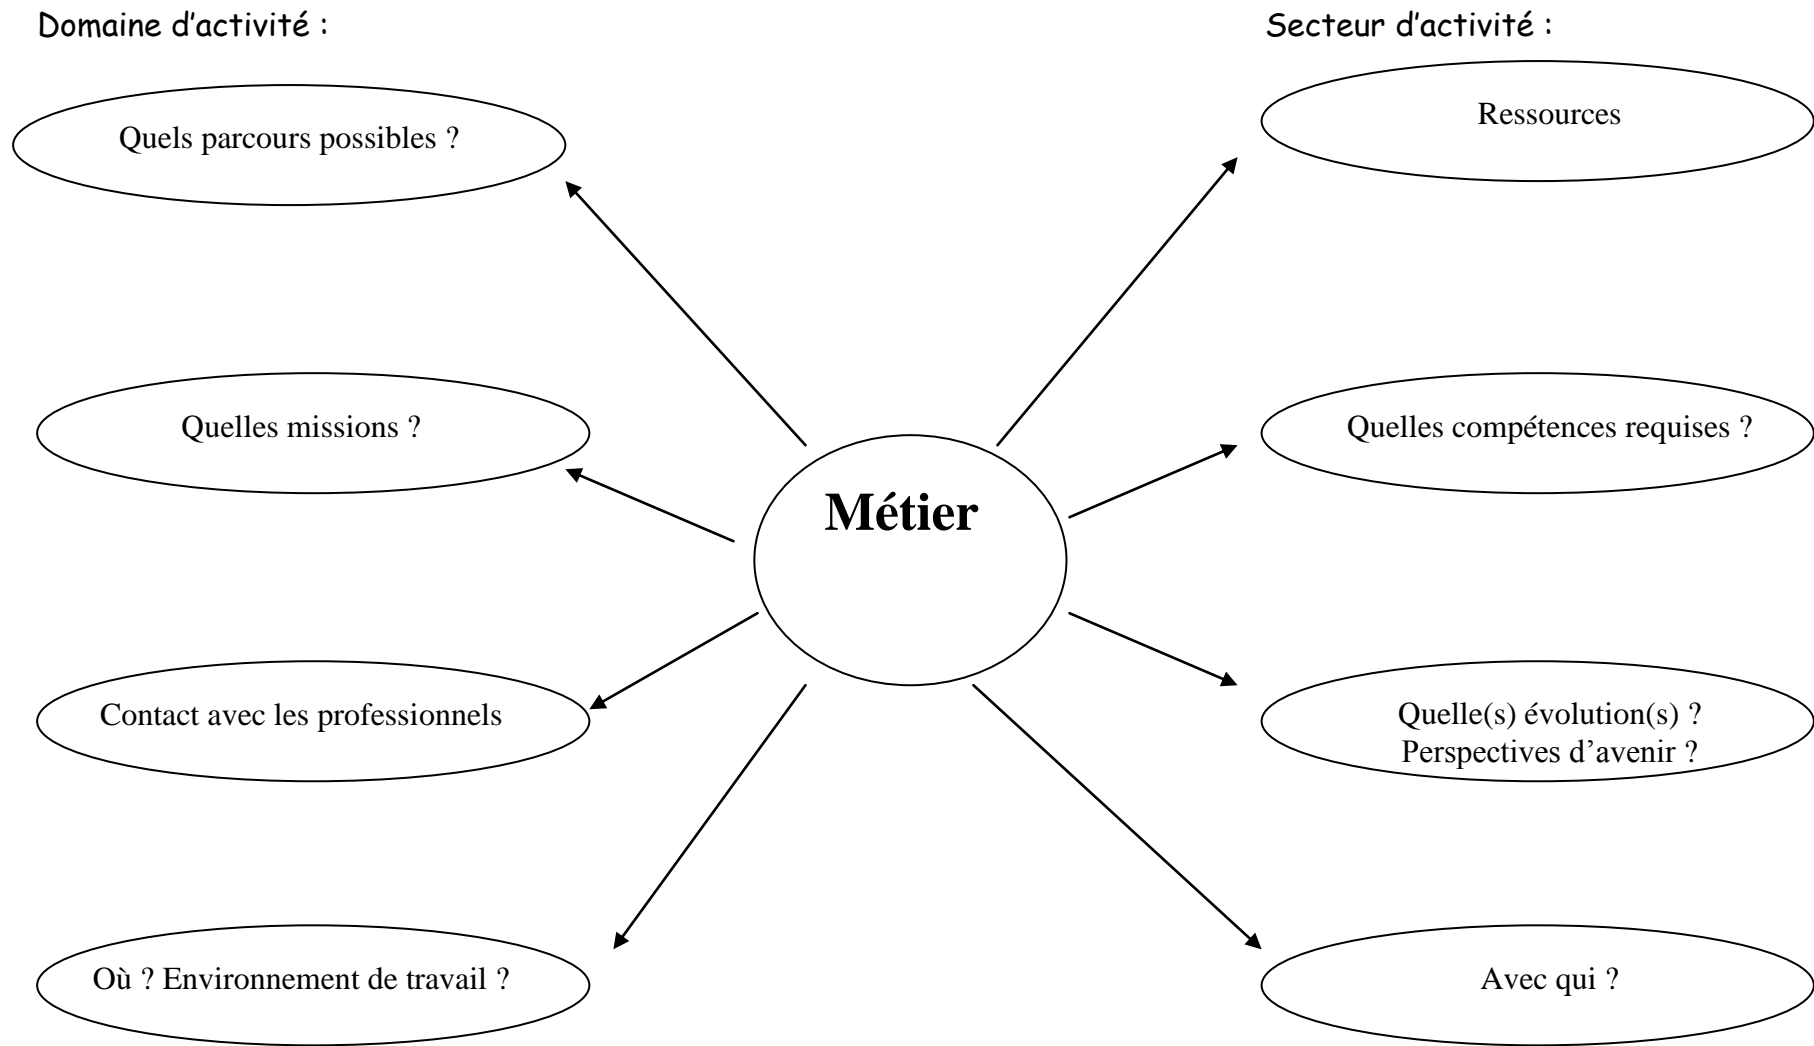 Domaine d’activité :
Secteur d’activité :
Quels parcours possibles ?
Ressources
Quelles missions ?
Quelles compétences requises ?
Métier
Contact avec les professionnels
Quelle(s) évolution(s) ?
Perspectives d’avenir ?
Où ? Environnement de travail ?
Avec qui ?